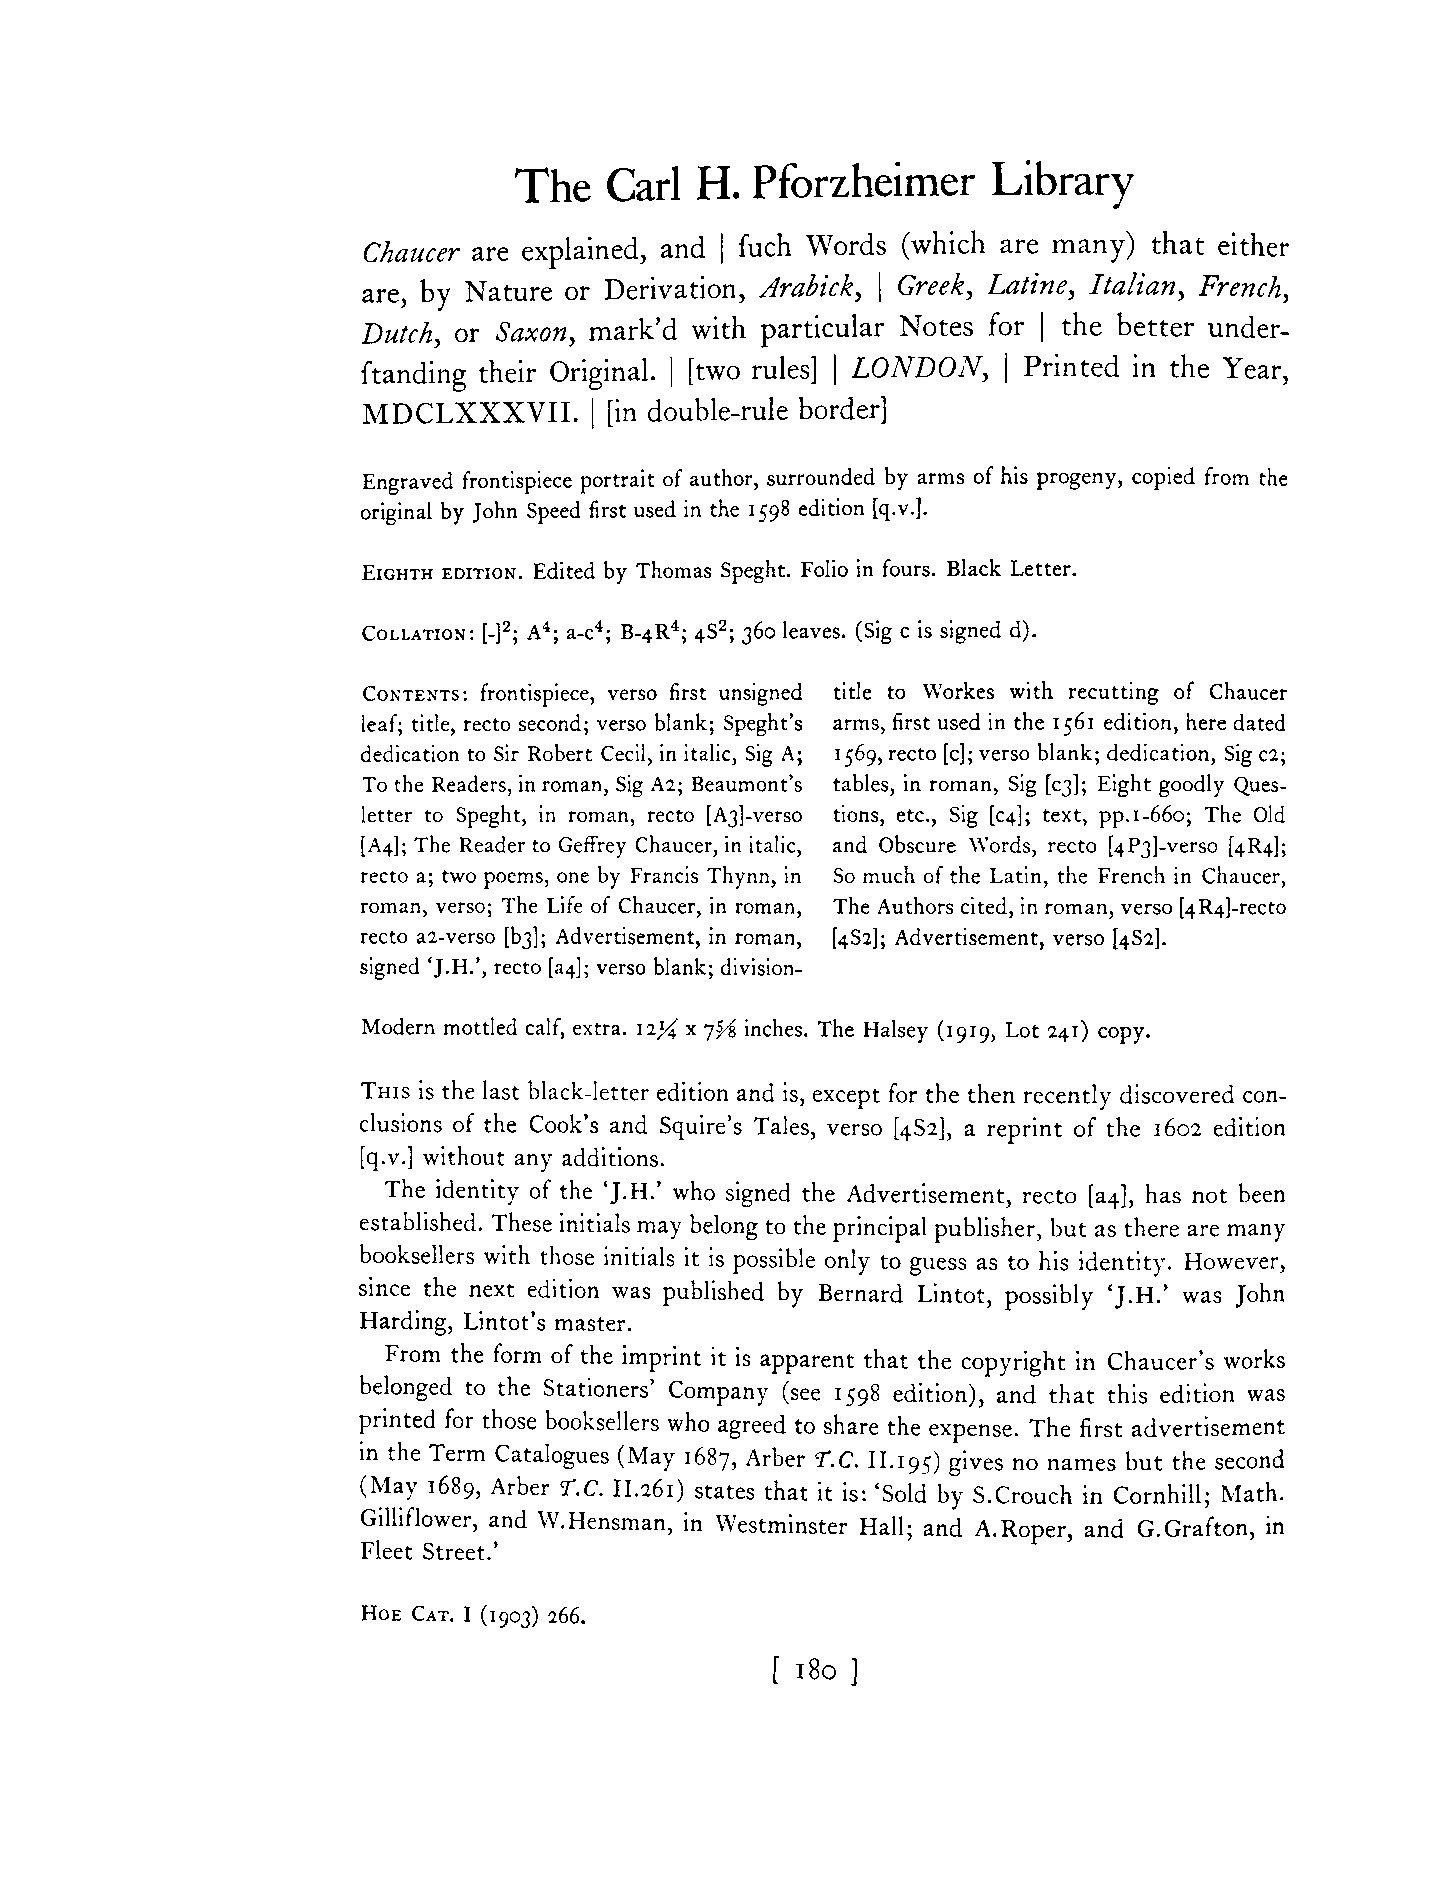 The Carl H. Pforzheimer Library
Chaucer are explained, and | ſuch Words (which are many) that either
are, by Nature or Derivation, Arabick, | Greek, Latine, Italian, French,
Dutch, or Saxon, mark’d with particular Notes for | the better under-
ſtanding their Original. | [two rules] | LONDON, | Printed in the Year,
MDCLXXXVII. | [in double-rule border]
Engraved frontispiece portrait of author, surrounded by arms of his progeny, copied from the
original by John Speed first used in the 1598 edition [q.v.].
EIGHTH EDITION. Edited by Thomas Speght. Folio in fours. Black Letter.
COLLATION: [-]²; A⁴; a-c⁴; B-4R⁴; 4S²; 360 leaves. (Sig c is signed d).
CONTENTS: frontispiece, verso first unsigned
leaf; title, recto second; verso blank; Speght’s
dedication to Sir Robert Cecil, in italic, Sig A;
To the Readers, in roman, Sig A2; Beaumont’s
letter to Speght, in roman, recto [A3]-verso
[A4]; The Reader to Geffrey Chaucer, in italic,
recto a; two poems, one by Francis Thynn, in
roman, verso; The Life of Chaucer, in roman,
recto a2-verso [b3]; Advertisement, in roman,
signed ‘J.H.’, recto [a4]; verso blank; division-
title to Workes with recutting of Chaucer
arms, first used in the 1561 edition, here dated
1569, recto [c]; verso blank; dedication, Sig c2;
tables, in roman, Sig [c3]; Eight goodly Ques-
tions, etc., Sig [c4]; text, pp.1-660; The Old
and Obscure Words, recto [4P3]-verso [4R4];
So much of the Latin, the French in Chaucer,
The Authors cited, in roman, verso [4R4]-recto
[4S2]; Advertisement, verso [4S2].
Modern mottled calf, extra. 12¼ x 7⅝ inches. The Halsey (1919, Lot 241) copy.
THIS is the last black-letter edition and is, except for the then recently discovered con-
clusions of the Cook’s and Squire’s Tales, verso [4S2], a reprint of the 1602 edition
[q.v.] without any additions.
The identity of the ‘J.H.’ who signed the Advertisement, recto [a4], has not been
established. These initials may belong to the principal publisher, but as there are many
booksellers with those initials it is possible only to guess as to his identity. However,
since the next edition was published by Bernard Lintot, possibly ‘J.H.’ was John
Harding, Lintot’s master.
From the form of the imprint it is apparent that the copyright in Chaucer’s works
belonged to the Stationers’ Company (see 1598 edition), and that this edition was
printed for those booksellers who agreed to share the expense. The first advertisement
in the Term Catalogues (May 1687, Arber T.C. II.195) gives no names but the second
(May 1689, Arber T.C. II.261) states that it is: ‘Sold by S.Crouch in Cornhill; Math.
Gilliflower, and W.Hensman, in Westminster Hall; and A.Roper, and G.Grafton, in
Fleet Street.’
HOE CAT. I (1903) 266.
[ 180 ]